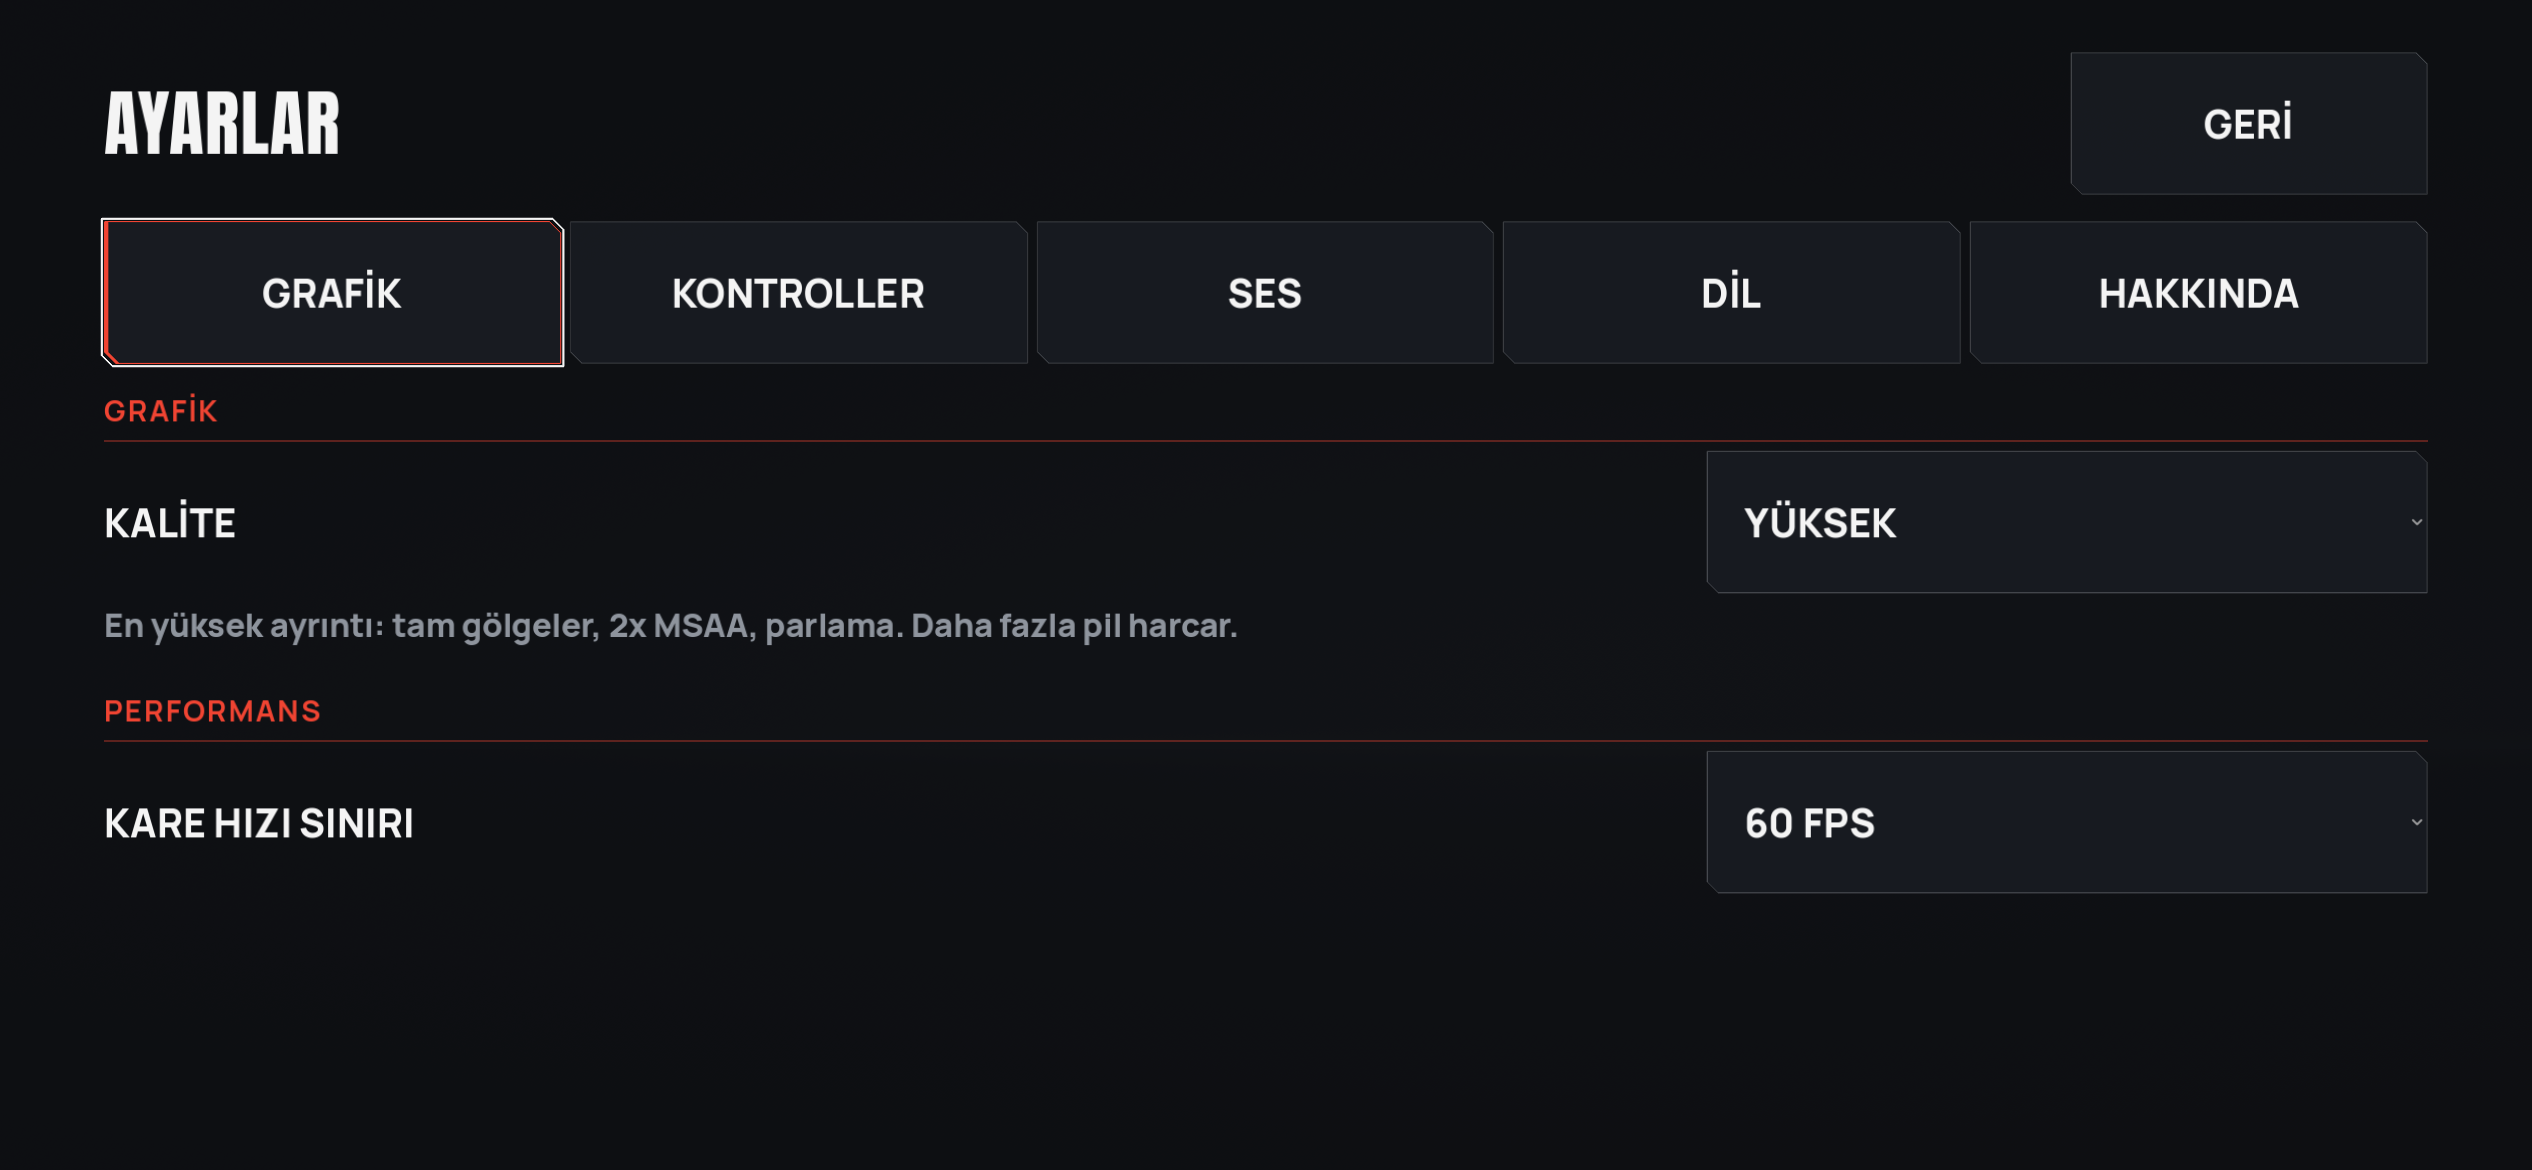 AYARLAR
GERİ
GRAFİK
KONTROLLER
SES
DİL
HAKKINDA
GRAFİK
KALİTE
YÜKSEK
En yüksek ayrıntı: tam gölgeler, 2x MSAA, parlama. Daha fazla pil harcar.
PERFORMANS
KARE HIZI SINIRI
60 FPS